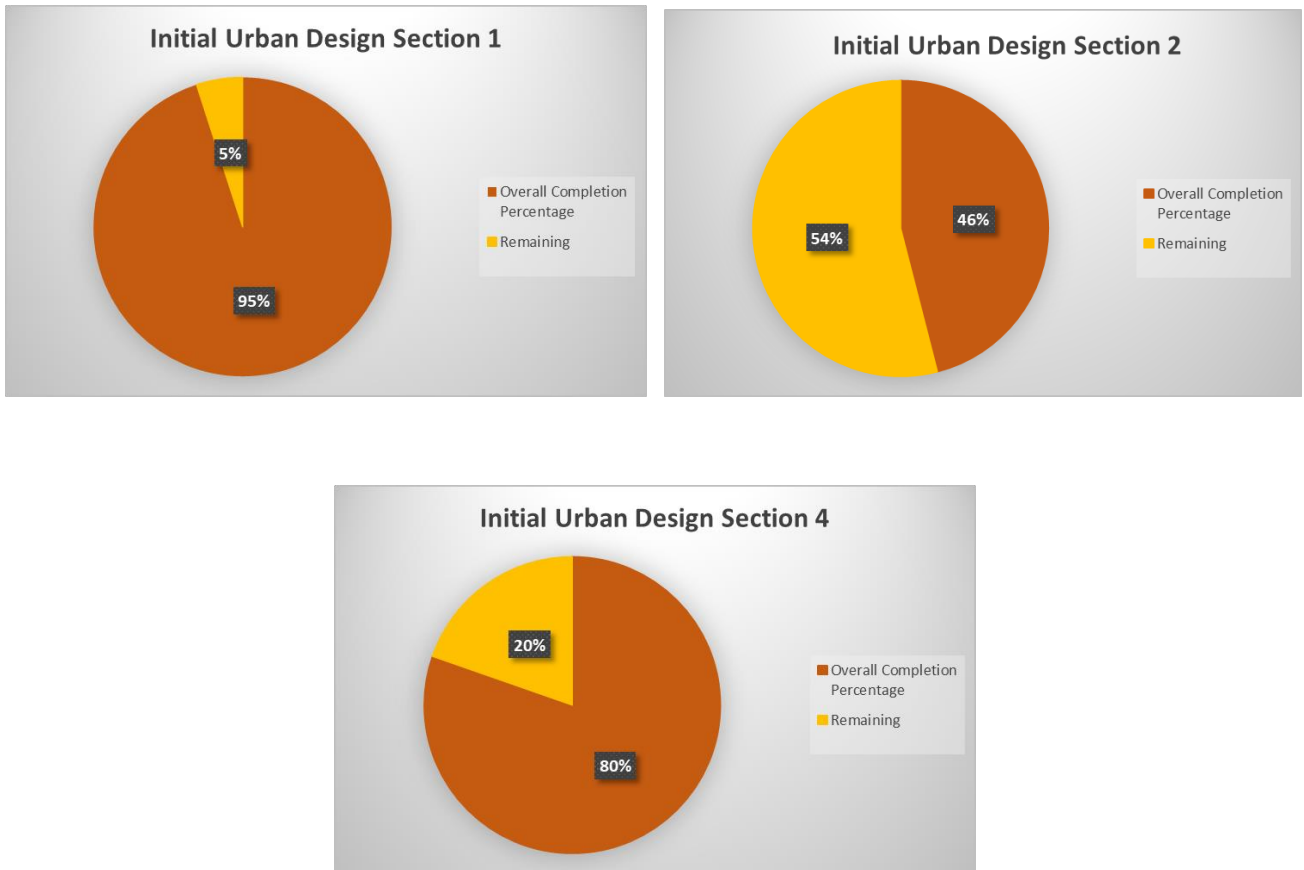 Initial Urban Design Section 1
5%
95%
Overall Completion
Percentage
Remaining
Initial Urban Design Section 2
54%
46%
Overall Completion
Percentage
Remaining
Initial Urban Design Section 4
20%
80%
Overall Completion
Percentage
Remaining